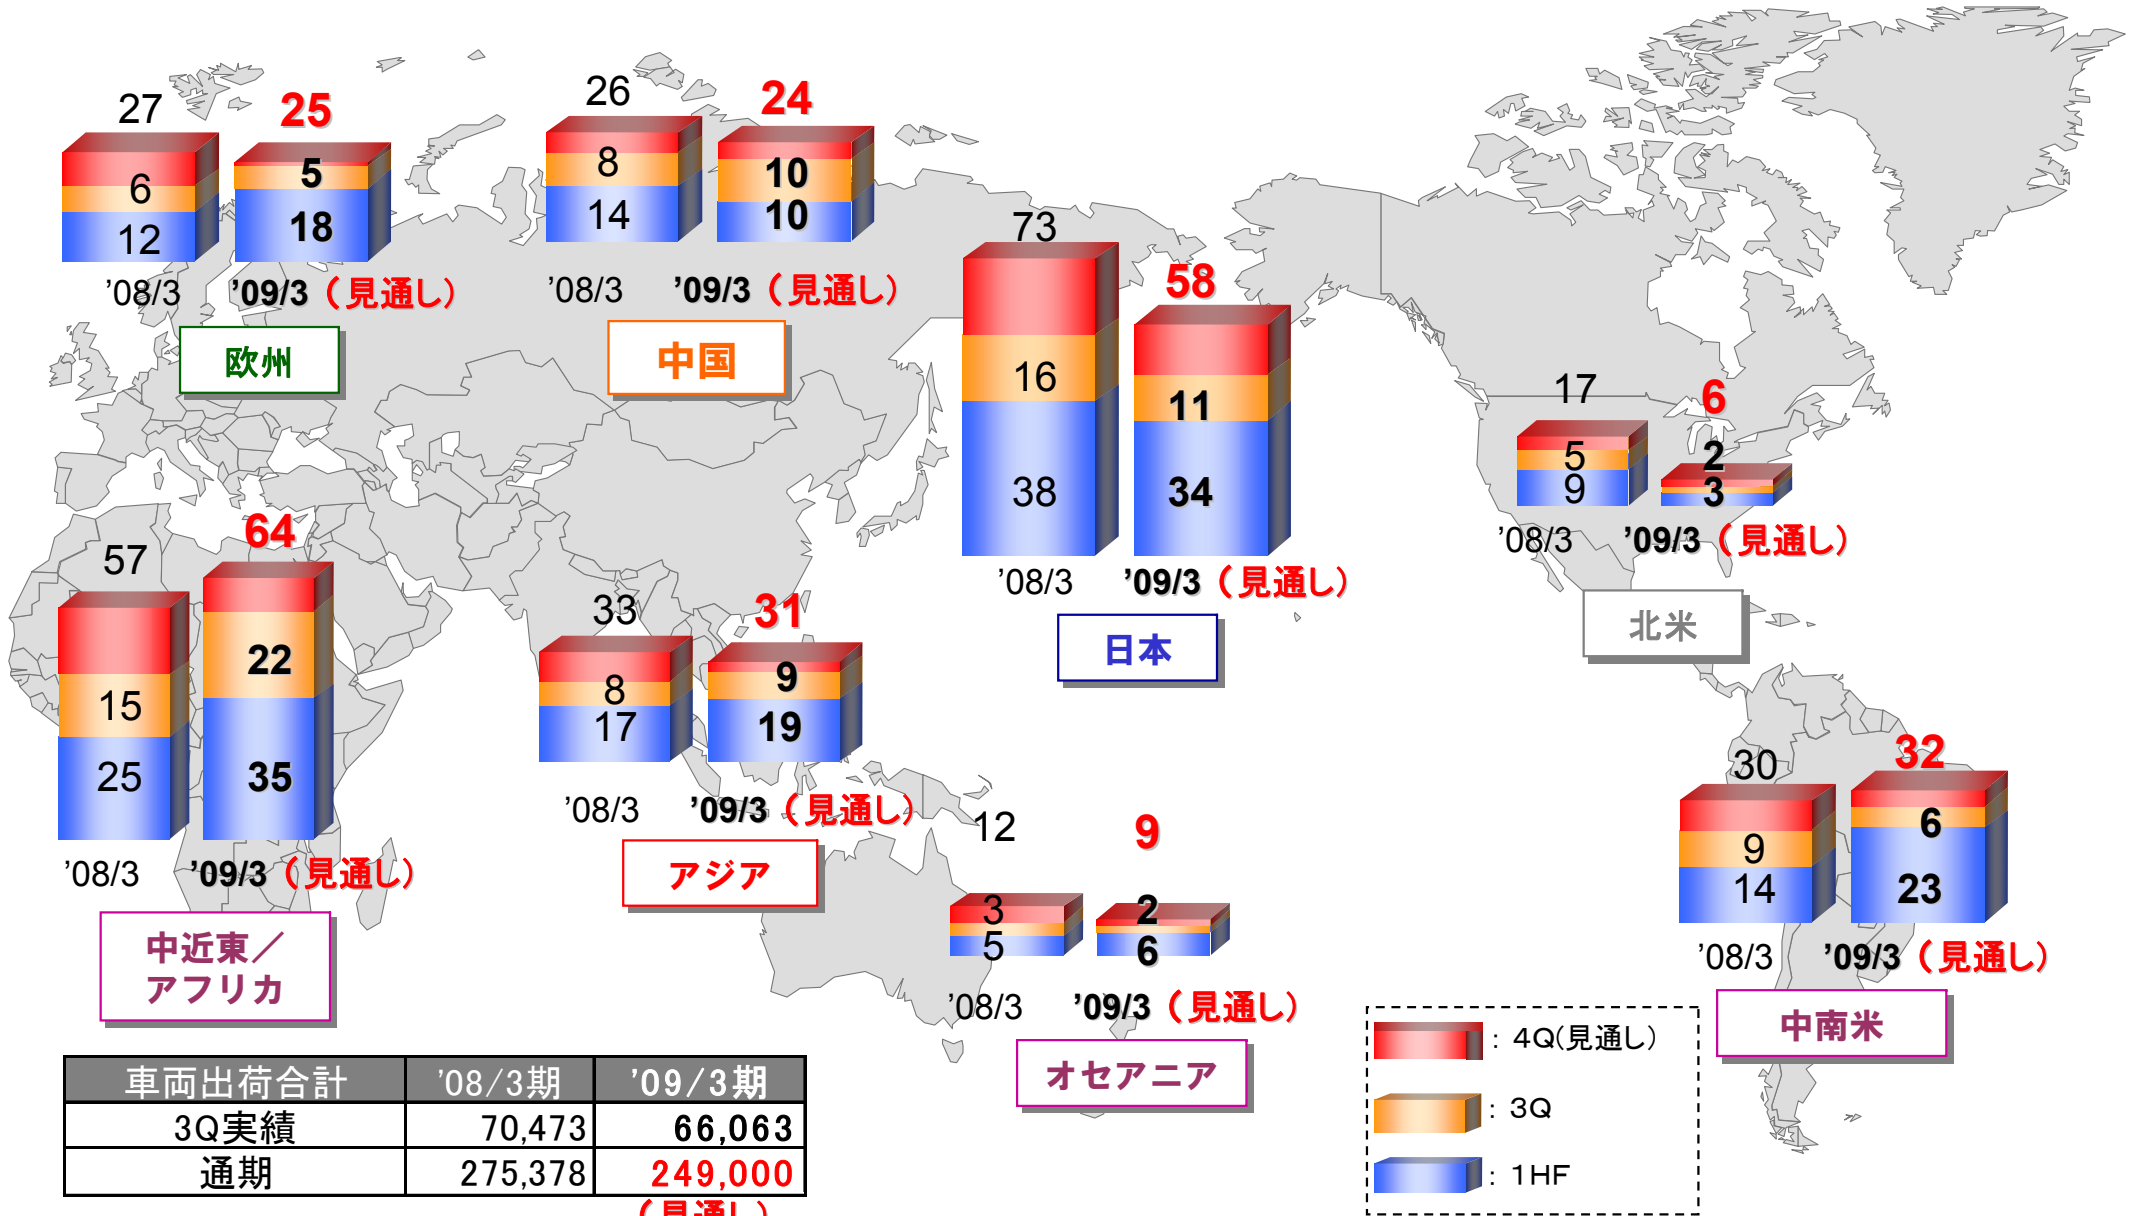 27
25
6
5
12
18
'08/3
'09/3（見通し）
欧州
26
24
8
10
14
10
'08/3
'09/3（見通し）
中国
73
58
16
11
38
34
'08/3
'09/3（見通し）
日本
17
6
5
2
9
3
'08/3
'09/3（見通し）
北米
57
64
15
22
25
35
'08/3
'09/3（見通し）
中近東／
アフリカ
33
31
8
9
17
19
'08/3
'09/3（見通し）
アジア
12
9
3
2
5
6
'08/3
'09/3（見通し）
オセアニア
30
32
9
6
14
23
'08/3
'09/3（見通し）
中南米
車両出荷合計 '08/3期 '09/3期
3Q実績 70,473 66,063
通期 275,378 249,000
（見通し）
：4Q(見通し)
：3Q
：1HF